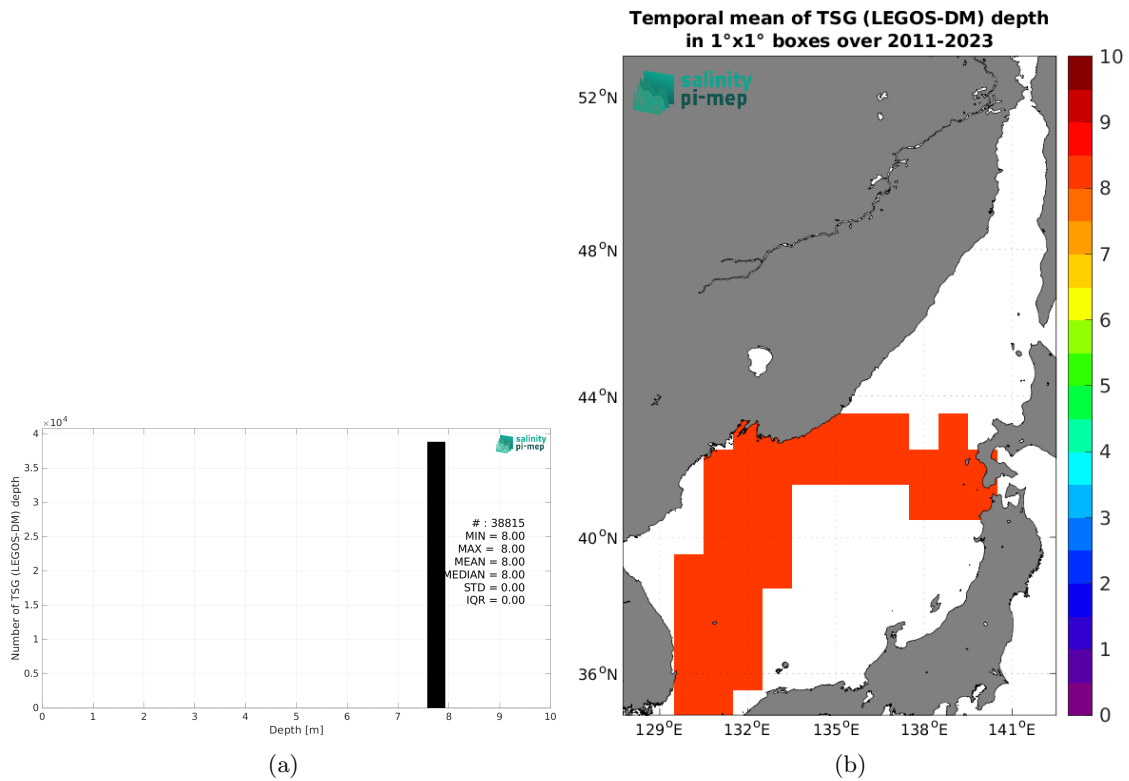 ×10⁴
4
3.5
3
2.5
2
1.5
1
0.5
0
Number of TSG (LEGOS-DM) depth
salinity
pi-mep
# : 38815
MIN = 8.00
MAX = 8.00
MEAN = 8.00
MEDIAN = 8.00
STD = 0.00
IQR = 0.00
0 1 2 3 4 5 6 7 8 9 10
Depth [m]
(a)
Temporal mean of TSG (LEGOS-DM) depth
in 1°x1° boxes over 2011-2023
salinity
pi-mep
52°N
48°N
44°N
40°N
36°N
129°E 132°E 135°E 138°E 141°E
10
9
8
7
6
5
4
3
2
1
0
(b)